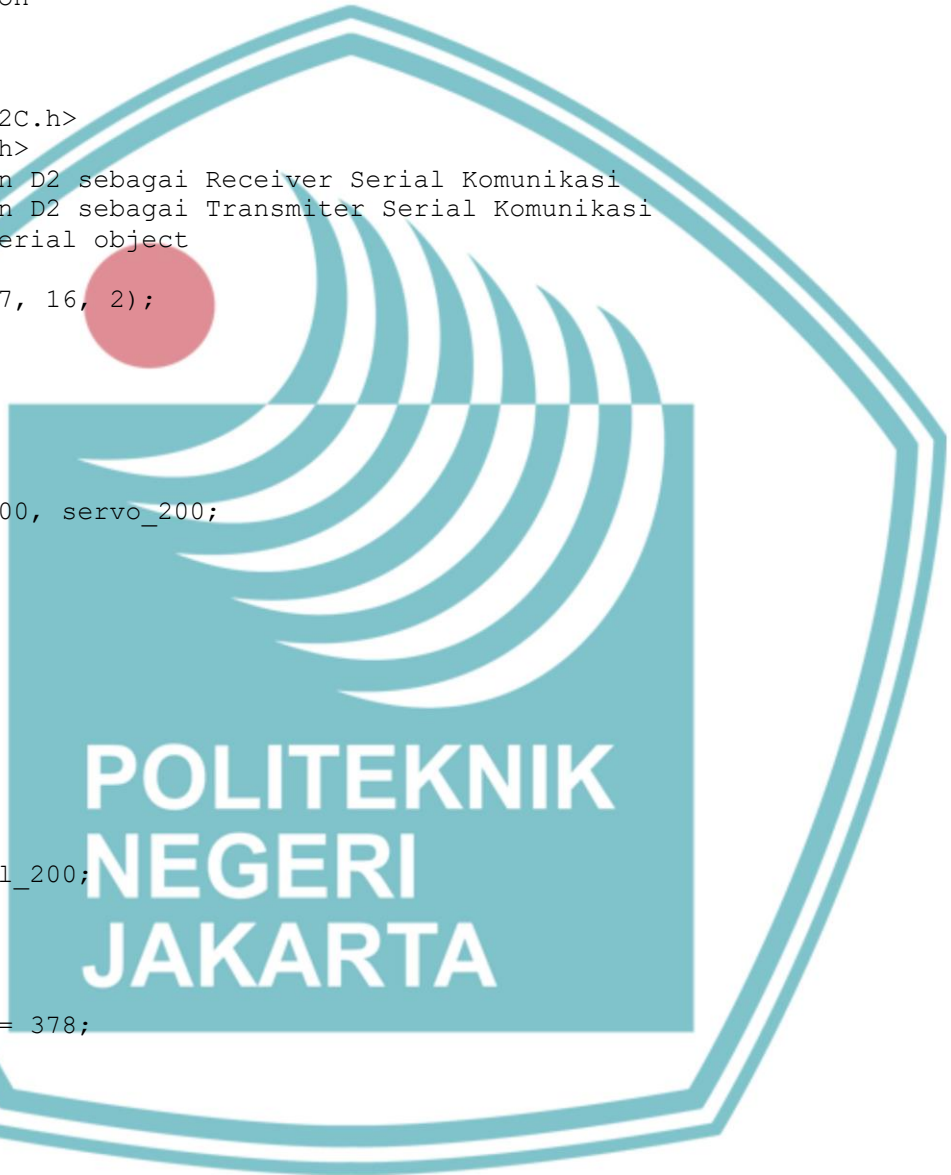 2C.h>
h>
n D2 sebagai Receiver Serial Komunikasi
n D2 sebagai Transmiter Serial Komunikasi
erial object
7, 16, 2);
00, servo_200;
POLITEKNIK
l_200;
NEGERI
JAKARTA
= 378;